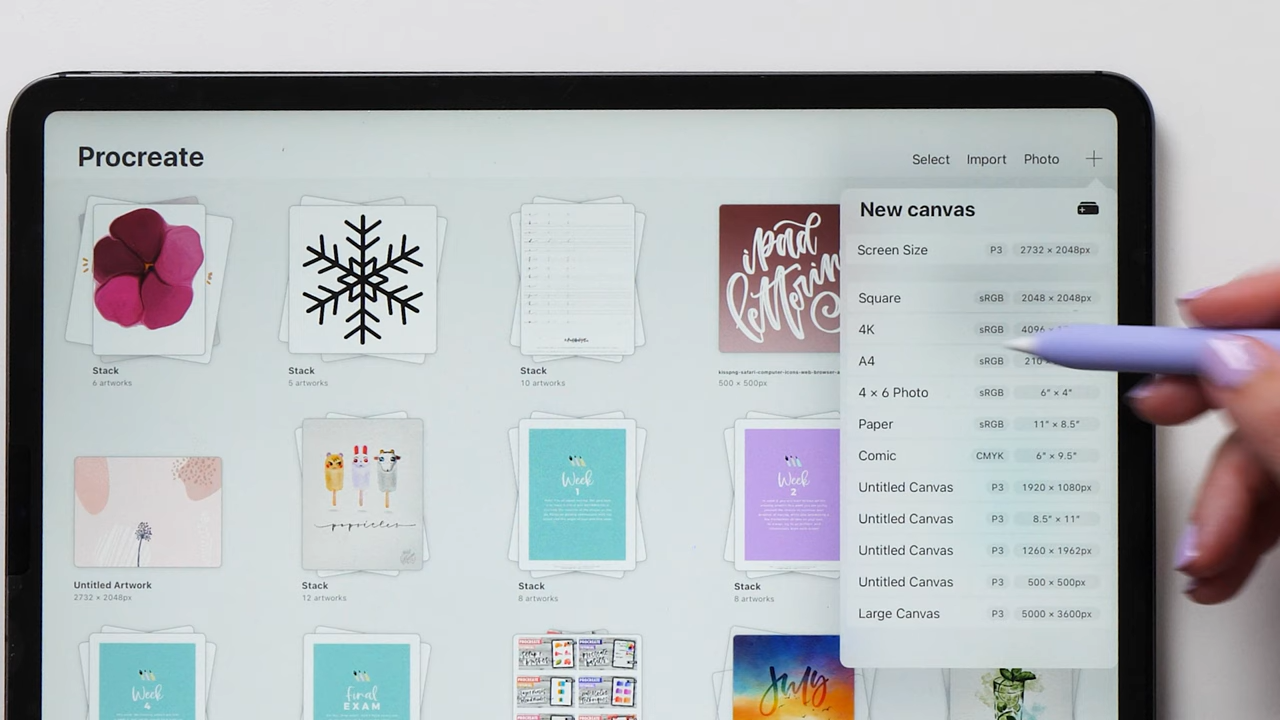 Procreate
Select Import Photo
New canvas
Screen Size P3 2732 × 2048px
Square sRGB 2048 × 2048px
4K sRGB 4096
A4 sRGB 210
4 × 6 Photo sRGB 6" × 4"
Paper sRGB 11" × 8.5"
Comic CMYK 6" × 9.5"
Untitled Canvas P3 1920 × 1080px
Untitled Canvas P3 8.5" × 11"
Untitled Canvas P3 1260 × 1962px
Untitled Canvas P3 500 × 500px
Large Canvas P3 5000 × 3600px
ipad
Stack
6 artworks
Stack
5 artworks
Stack
10 artworks
500 × 500px
popsicles
Week
1
Week
2
Untitled Artwork
2732 × 2048px
Stack
12 artworks
Stack
8 artworks
Stack
8 artworks
Week
4
final
EXAM
July